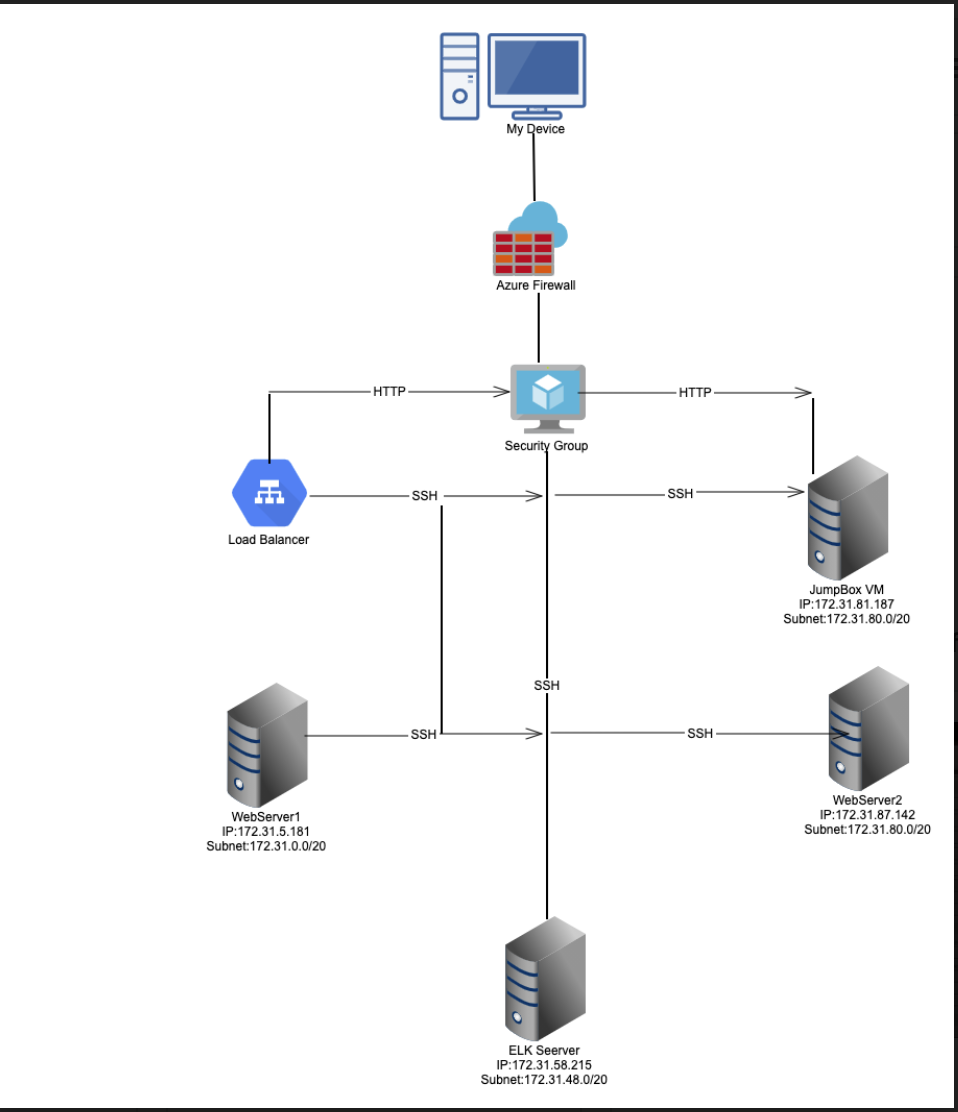 My Device
Azure Firewall
HTTP
HTTP
Security Group
SSH
SSH
Load Balancer
JumpBox VM
IP:172.31.81.187
Subnet:172.31.80.0/20
SSH
SSH
SSH
WebServer1
IP:172.31.5.181
Subnet:172.31.0.0/20
WebServer2
IP:172.31.87.142
Subnet:172.31.80.0/20
ELK Seerver
IP:172.31.58.215
Subnet:172.31.48.0/20